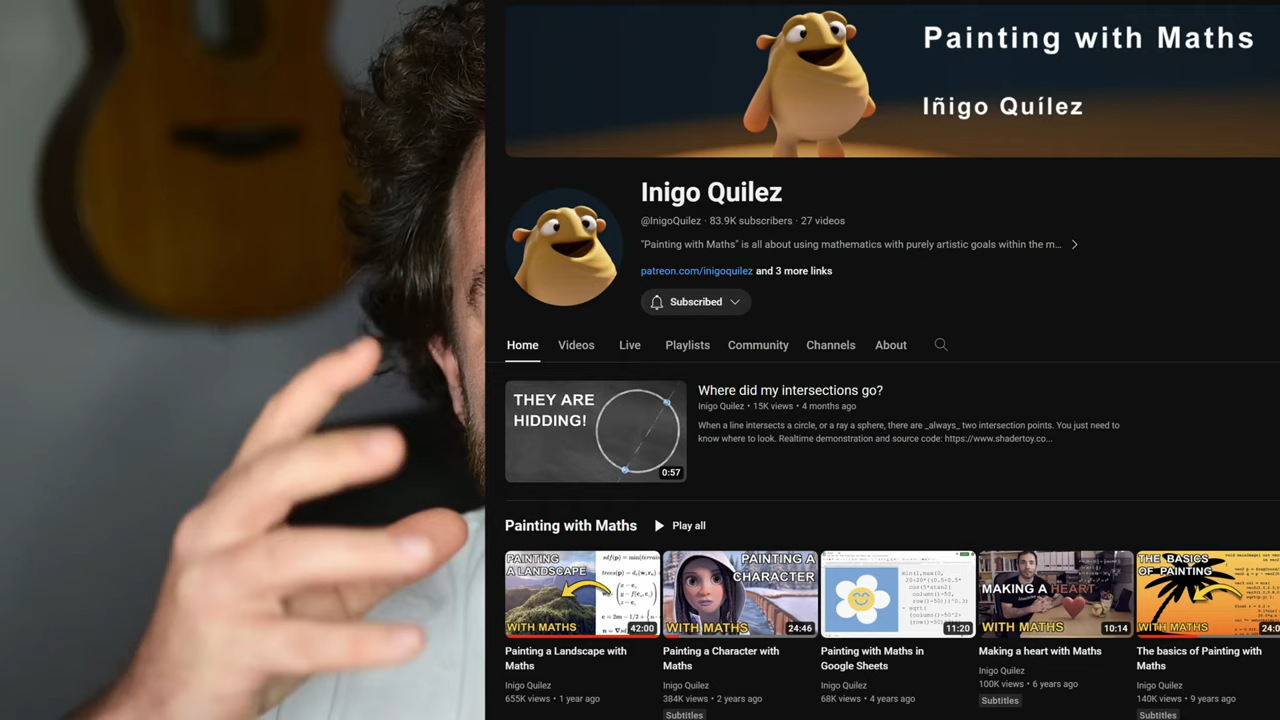 Painting with Maths
Iñigo Quílez
Inigo Quilez
@InigoQuilez · 83.9K subscribers · 27 videos
"Painting with Maths" is all about using mathematics with purely artistic goals within the m...
patreon.com/inigoquilez and 3 more links
Subscribed
Home Videos Live Playlists Community Channels About
THEY ARE
HIDDING!
0:57
Where did my intersections go?
Inigo Quilez • 15K views • 4 months ago
When a line intersects a circle, or a ray a sphere, there are _always_ two intersection points. You just need to
know where to look. Realtime demonstration and source code: https://www.shadertoy.co...
Painting with Maths Play all
PAINTING
A LANDSCAPE
WITH MATHS
42:00
Painting a Landscape with
Maths
Inigo Quilez
655K views • 1 year ago
PAINTING A
CHARACTER
WITH MATHS
24:46
Painting a Character with
Maths
Inigo Quilez
384K views • 2 years ago
Subtitles
11:20
Painting with Maths in
Google Sheets
Inigo Quilez
68K views • 4 years ago
MAKING A HEART
WITH MATHS
10:14
Making a heart with Maths
Inigo Quilez
100K views • 6 years ago
Subtitles
THE BASICS
OF PAINTING
WITH MATHS
24:0
The basics of Painting with
Maths
Inigo Quilez
140K views • 9 years ago
Subtitles